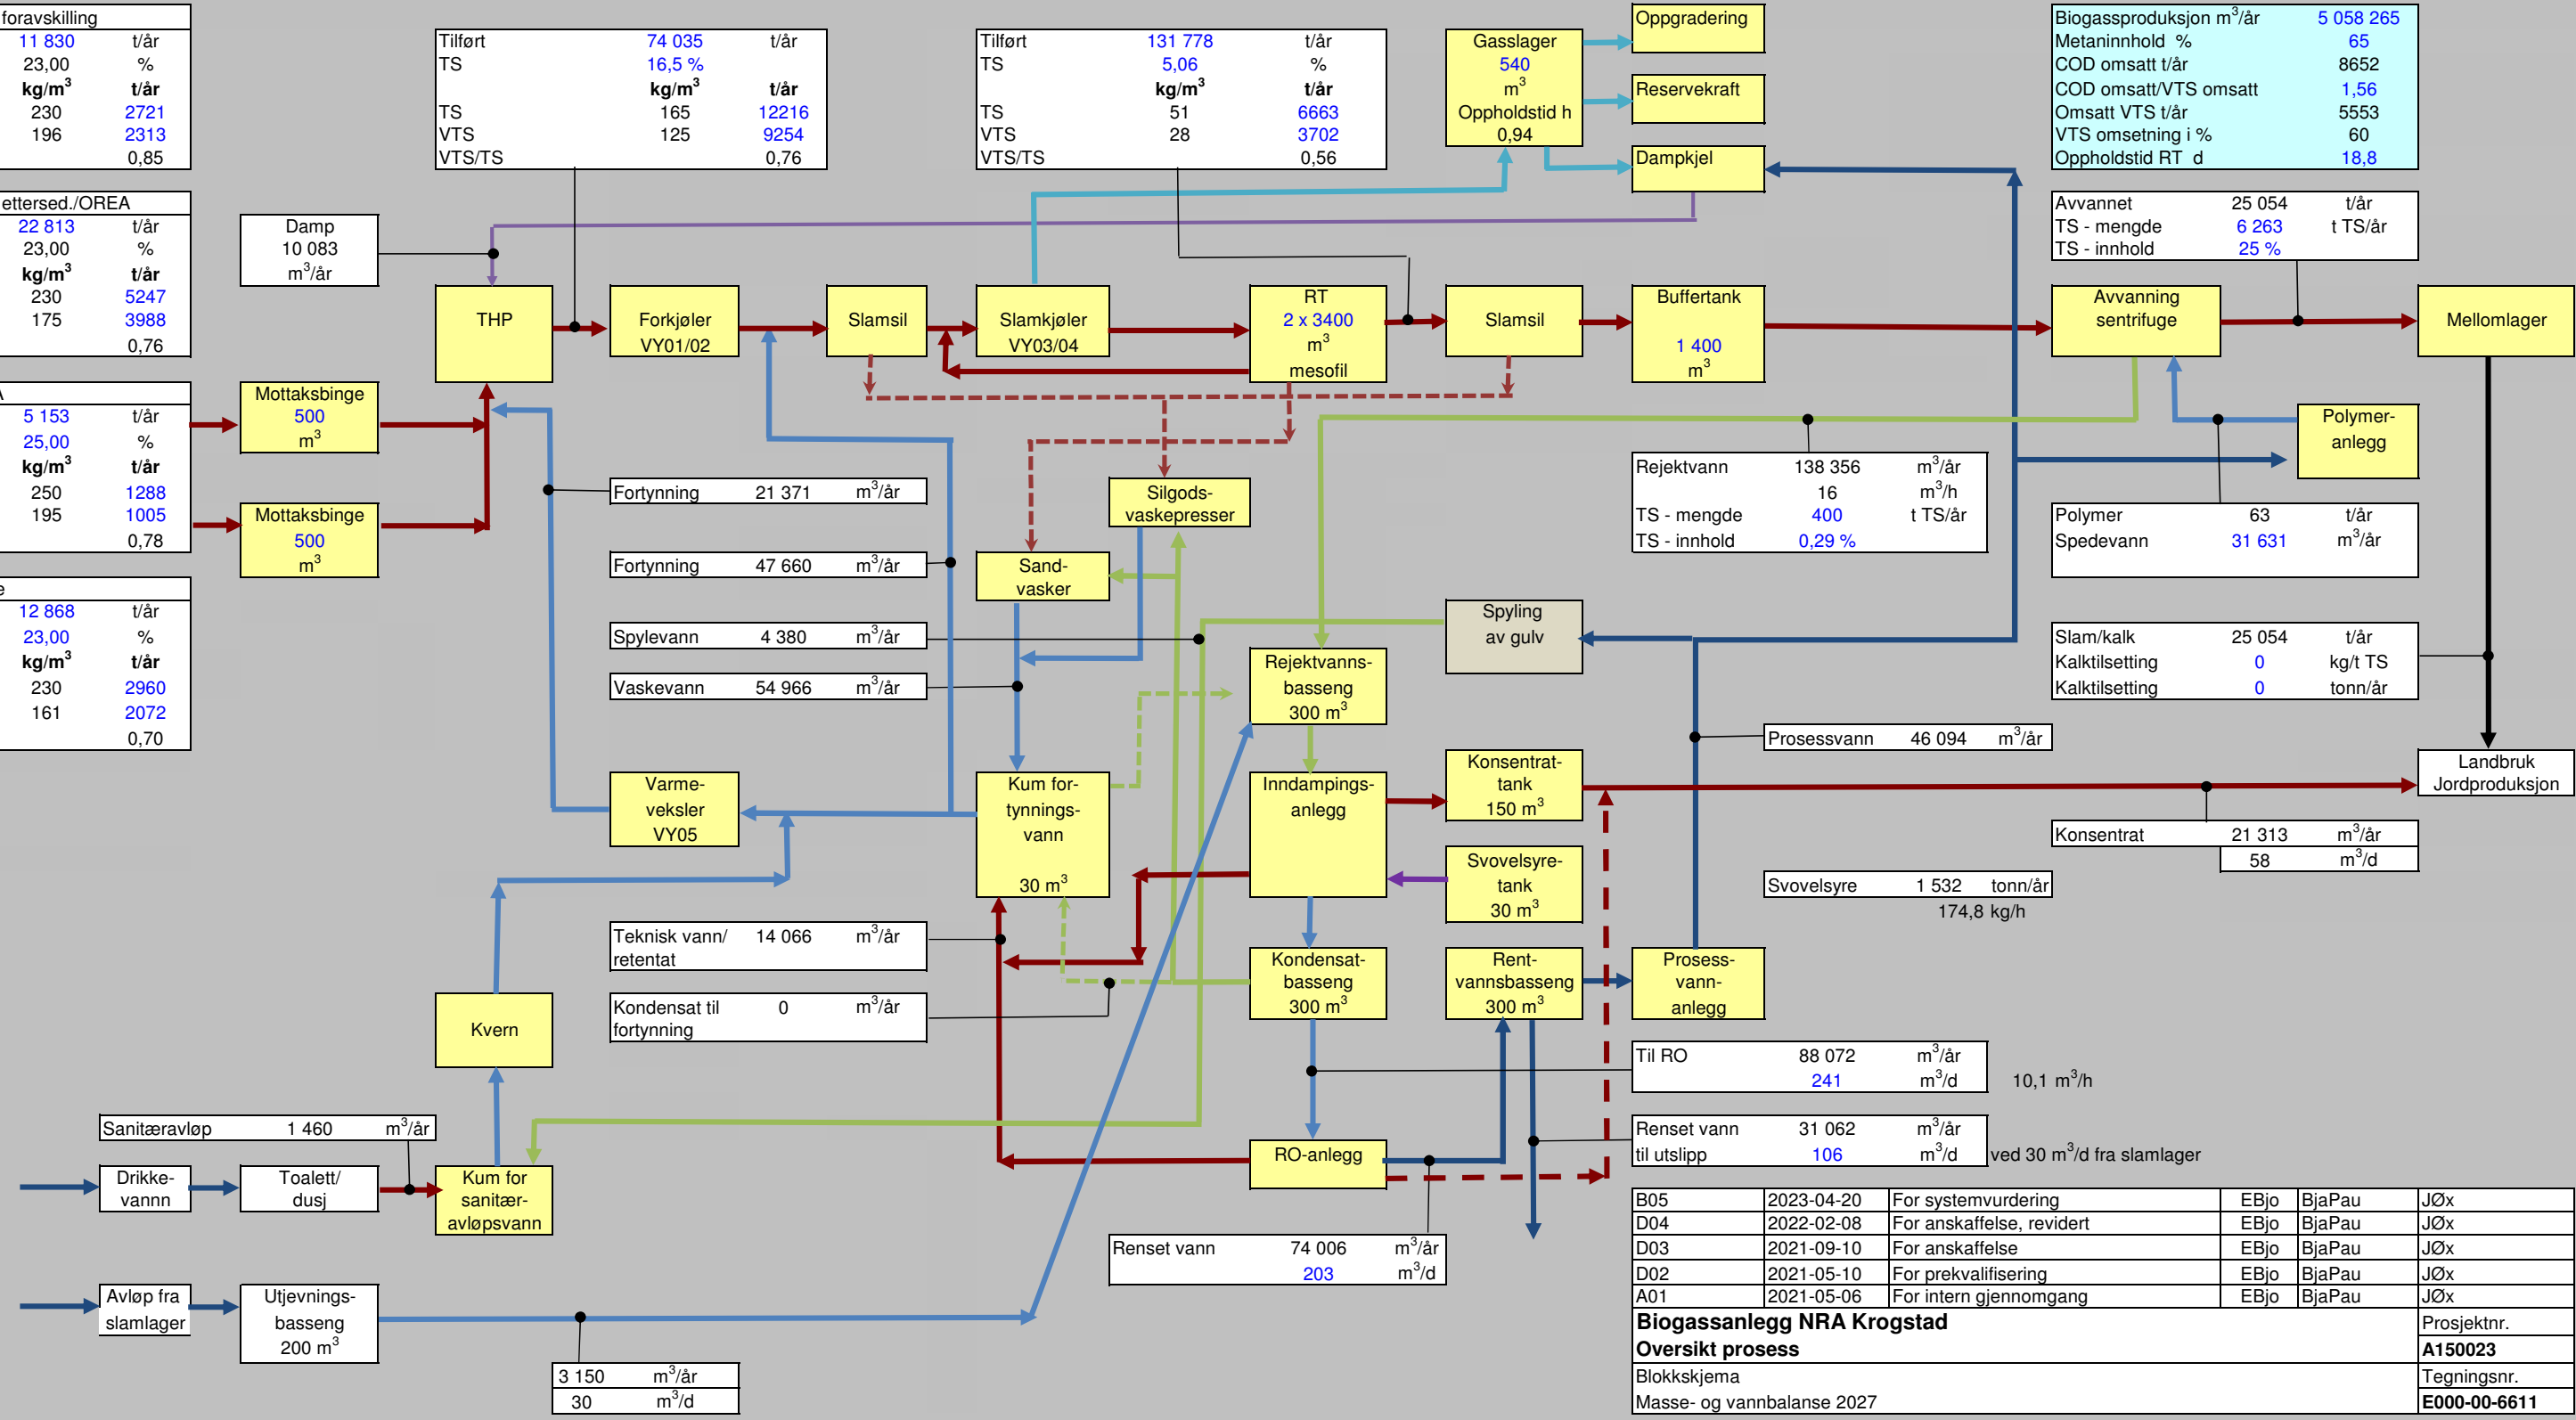 foravskilling
11 830 t/år
23,00 %
kg/m³ t/år
230 2721
196 2313
0,85
ettersed./OREA
22 813 t/år
23,00 %
kg/m³ t/år
230 5247
175 3988
0,76
A
5 153 t/år
25,00 %
kg/m³ t/år
250 1288
195 1005
0,78
e
12 868 t/år
23,00 %
kg/m³ t/år
230 2960
161 2072
0,70
Tilført 74 035 t/år
TS 16,5 %
kg/m³ t/år
TS 165 12216
VTS 125 9254
VTS/TS 0,76
Tilført 131 778 t/år
TS 5,06 %
kg/m³ t/år
TS 51 6663
VTS 28 3702
VTS/TS 0,56
Gasslager
540
m³
Oppholdstid h
0,94
Oppgradering
Reservekraft
Dampkjel
Biogassproduksjon m³/år 5 058 265
Metaninnhold % 65
COD omsatt t/år 8652
COD omsatt/VTS omsatt 1,56
Omsatt VTS t/år 5553
VTS omsetning i % 60
Oppholdstid RT d 18,8
Avvannet 25 054 t/år
TS - mengde 6 263 t TS/år
TS - innhold 25 %
Damp
10 083
m³/år
THP
Forkjøler
VY01/02
Slamsil
Slamkjøler
VY03/04
RT
2 x 3400
m³
mesofil
Slamsil
Buffertank
1 400
m³
Avvanning
sentrifuge
Mellomlager
Mottaksbinge
500
m³
Mottaksbinge
500
m³
Polymer-
anlegg
Rejektvann 138 356 m³/år
16 m³/h
TS - mengde 400 t TS/år
TS - innhold 0,29 %
Polymer 63 t/år
Spedevann 31 631 m³/år
Fortynning 21 371 m³/år
Silgods-
vaskepresser
Fortynning 47 660 m³/år
Sand-
vasker
Spylevann 4 380 m³/år
Vaskevann 54 966 m³/år
Spyling
av gulv
Rejektvanns-
basseng
300 m³
Slam/kalk 25 054 t/år
Kalktilsetting 0 kg/t TS
Kalktilsetting 0 tonn/år
Prosessvann 46 094 m³/år
Varme-
veksler
VY05
Kum for-
tynnings-
vann
30 m³
Inndampings-
anlegg
Konsentrat-
tank
150 m³
Landbruk
Jordproduksjon
Konsentrat 21 313 m³/år
58 m³/d
Svovelsyre-
tank
30 m³
Svovelsyre 1 532 tonn/år
174,8 kg/h
Teknisk vann/ 14 066 m³/år
retentat
Kondensat til 0 m³/år
fortynning
Kondensat-
basseng
300 m³
Rent-
vannsbasseng
300 m³
Prosess-
vann-
anlegg
Kvern
Til RO 88 072 m³/år
241 m³/d 10,1 m³/h
Renset vann 31 062 m³/år
til utslipp 106 m³/d ved 30 m³/d fra slamlager
Sanitæravløp 1 460 m³/år
Drikke-
vannn
Toalett/
dusj
Kum for
sanitær-
avløpsvann
RO-anlegg
Renset vann 74 006 m³/år
203 m³/d
Avløp fra
slamlager
Utjevnings-
basseng
200 m³
3 150 m³/år
30 m³/d
B05 2023-04-20 For systemvurdering EBjo BjaPau JØx
D04 2022-02-08 For anskaffelse, revidert EBjo BjaPau JØx
D03 2021-09-10 For anskaffelse EBjo BjaPau JØx
D02 2021-05-10 For prekvalifisering EBjo BjaPau JØx
A01 2021-05-06 For intern gjennomgang EBjo BjaPau JØx
Biogassanlegg NRA Krogstad Prosjektnr.
Oversikt prosess A150023
Blokkskjema Tegningsnr.
Masse- og vannbalanse 2027 E000-00-6611